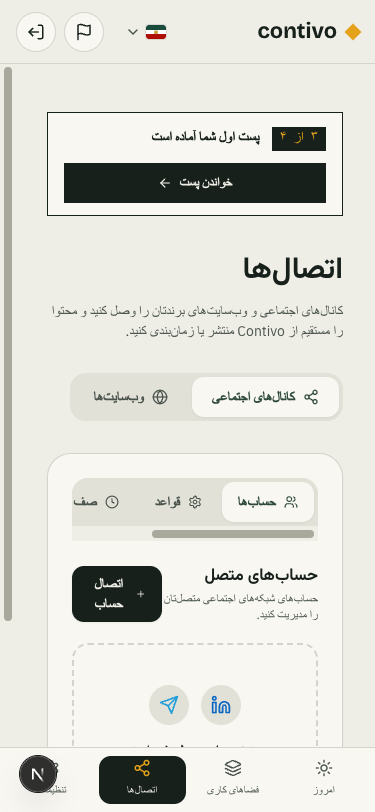 contivo
۳ از ۴
پست اول شما آماده است
خواندن پست
اتصال‌ها
کانال‌های اجتماعی و وب‌سایت‌های برندتان را وصل کنید و محتوا
را مستقیم از Contivo منتشر یا زمان‌بندی کنید.
کانال‌های اجتماعی
وب‌سایت‌ها
حساب‌ها
قواعد
صف
حساب‌های متصل
حساب‌های شبکه‌های اجتماعی متصل‌تان
را مدیریت کنید.
اتصال
حساب
امروز
فضاهای کاری
اتصال‌ها
N